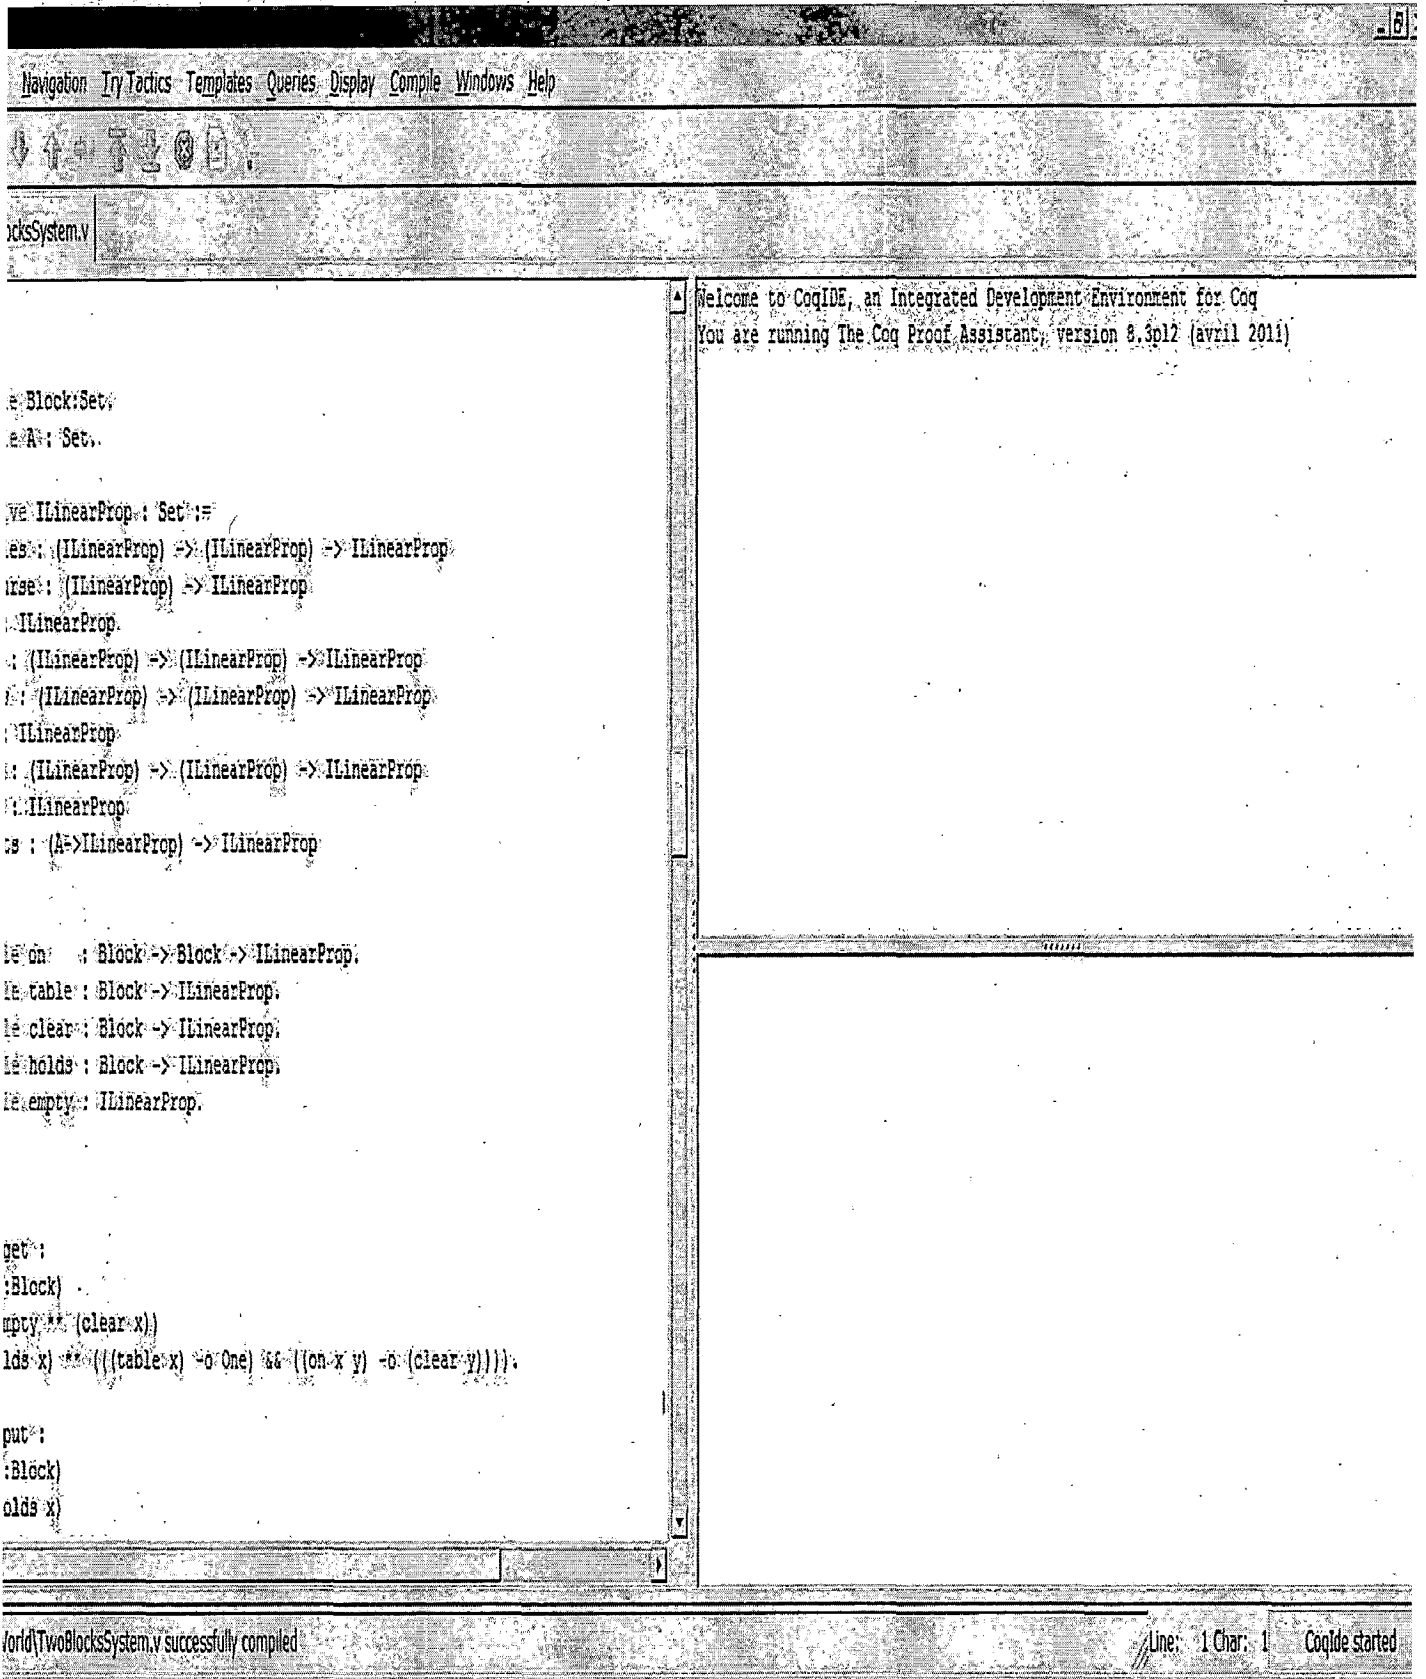 Navigation Try Tactics Templates Queries Display Compile Windows Help
ocksSystem.v
Welcome to CoqIDE, an Integrated Development Environment for Coq
You are running The Coq Proof Assistant, version 8.3pl2 (avril 2011)
e Block:Set.
e A : Set.
ve ILinearProp : Set :=
es : (ILinearProp) -> (ILinearProp) -> ILinearProp
urse : (ILinearProp) -> ILinearProp
: ILinearProp
: (ILinearProp) -> (ILinearProp) -> ILinearProp
: (ILinearProp) -> (ILinearProp) -> ILinearProp
: ILinearProp
: (ILinearProp) -> (ILinearProp) -> ILinearProp
: ILinearProp
os : (A->ILinearProp) -> ILinearProp
le on : Block -> Block -> ILinearProp.
le table : Block -> ILinearProp.
le clear : Block -> ILinearProp.
le holds : Block -> ILinearProp.
le empty : ILinearProp.
get :
:Block)
mpty ** (clear x))
lds x) ** (((table x) -o One) && ((on x y) -o (clear y)))).
put :
:Block)
olds x)
World\TwoBlocksSystem.v successfully compiled
Line: 1 Char: 1 CoqIde started